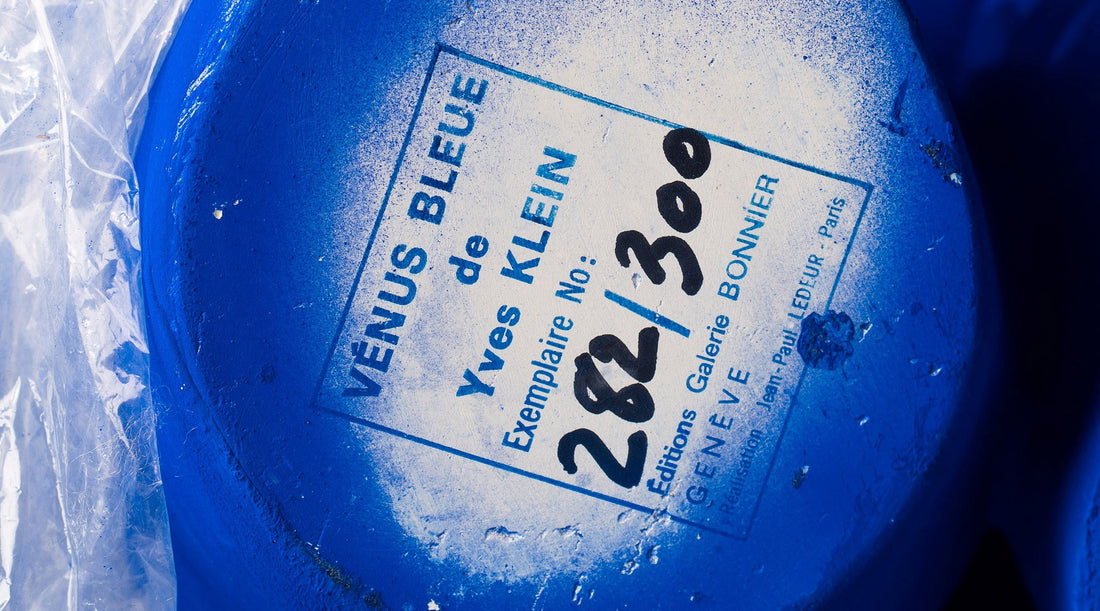 VÉNUS BLEUE
de
Yves KLEIN
Exemplaire No:
282/300
Éditions Galerie BONNIER
GENÈVE
Réalisation Jean-Paul LEDEUR - Paris